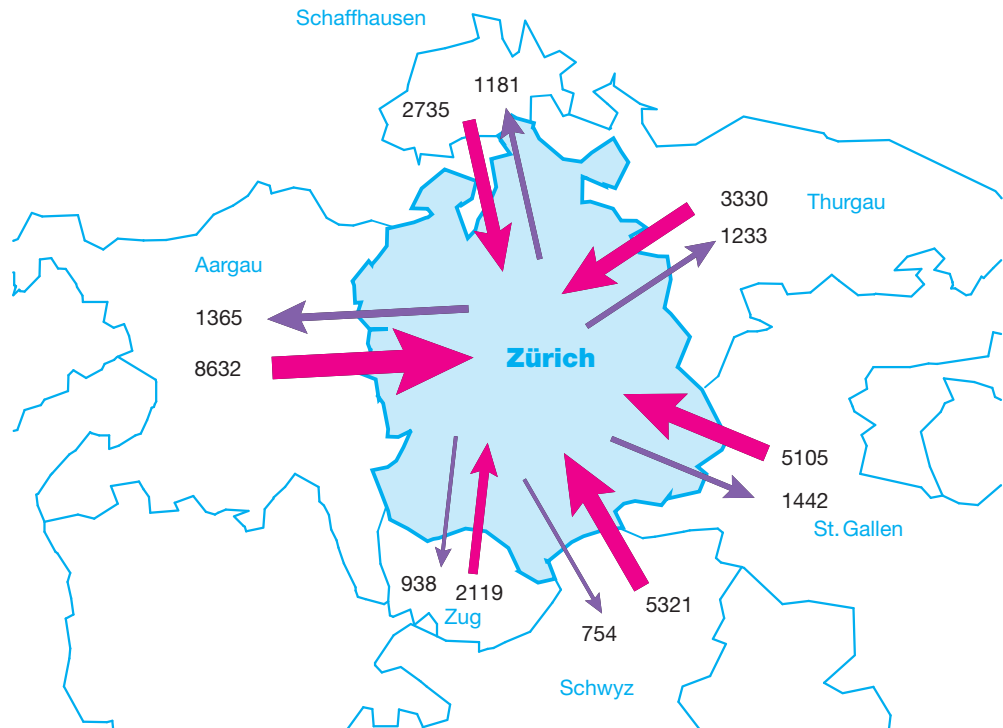 Schaffhausen
1181
2735
3330
Thurgau
1233
Aargau
1365
8632
Zürich
5105
1442
St. Gallen
938
2119
5321
Zug
754
Schwyz